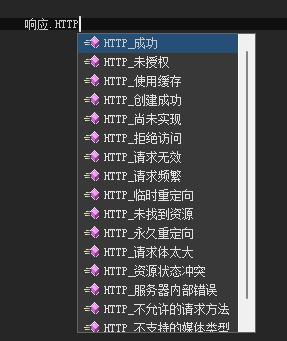 响应.HTTP
HTTP_成功
HTTP_未授权
HTTP_使用缓存
HTTP_创建成功
HTTP_尚未实现
HTTP_拒绝访问
HTTP_请求无效
HTTP_请求频繁
HTTP_临时重定向
HTTP_未找到资源
HTTP_永久重定向
HTTP_请求体太大
HTTP_资源状态冲突
HTTP_服务器内部错误
HTTP_不允许的请求方法
HTTP_不支持的媒体类型